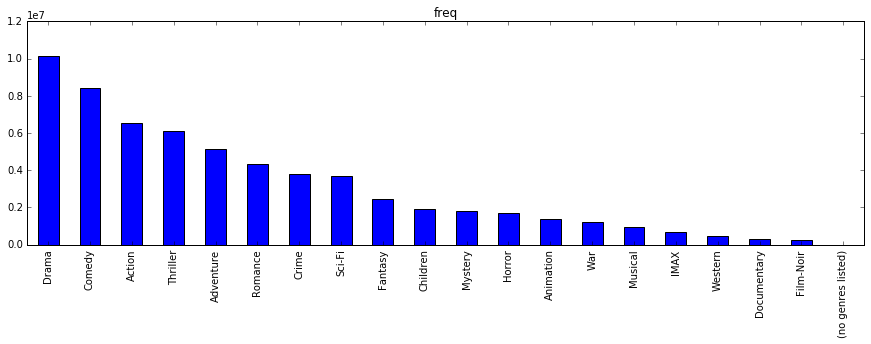 freq
1e7
1.2
1.0
0.8
0.6
0.4
0.2
0.0
Drama
Comedy
Action
Thriller
Adventure
Romance
Crime
Sci-Fi
Fantasy
Children
Mystery
Horror
Animation
War
Musical
IMAX
Western
Documentary
Film-Noir
(no genres listed)